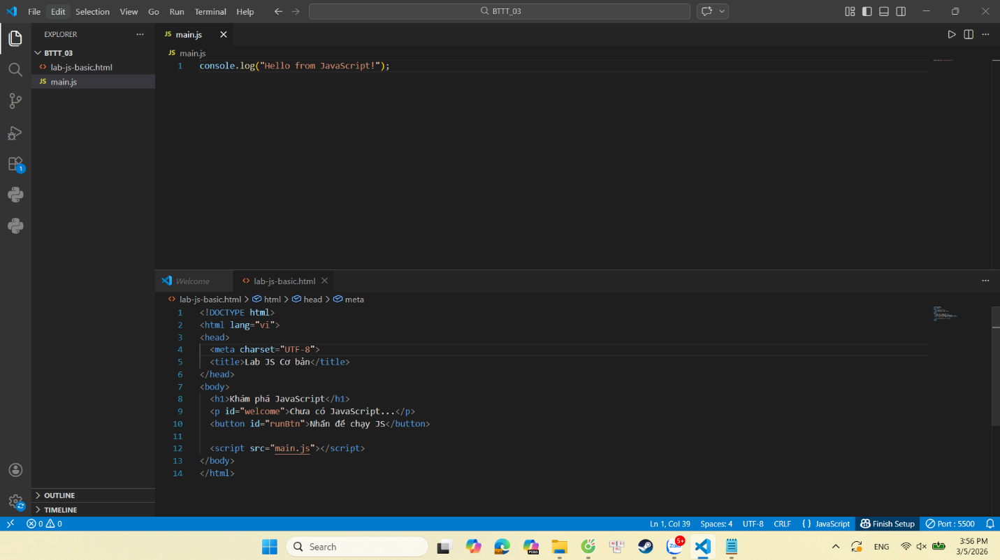 File Edit Selection View Go Run Terminal Help BTTT_03
EXPLORER
BTTT_03
lab-js-basic.html
JS main.js
OUTLINE
TIMELINE
1
JS main.js
JS main.js
1 console.log("Hello from JavaScript!");
Welcome lab-js-basic.html
lab-js-basic.html > html > head > meta
1 <!DOCTYPE html>
2 <html lang="vi">
3 <head>
4 <meta charset="UTF-8">
5 <title>Lab JS Cơ bản</title>
6 </head>
7 <body>
8 <h1>Khám phá JavaScript</h1>
9 <p id="welcome">Chưa có JavaScript...</p>
10 <button id="runBtn">Nhấn để chạy JS</button>
11
12 <script src="main.js"></script>
13 </body>
14 </html>
0 0 Ln 1, Col 39 Spaces: 4 UTF-8 CRLF { } JavaScript Finish Setup Port : 5500
Search M365 Zalo 5+ ENG 3:56 PM
3/5/2026